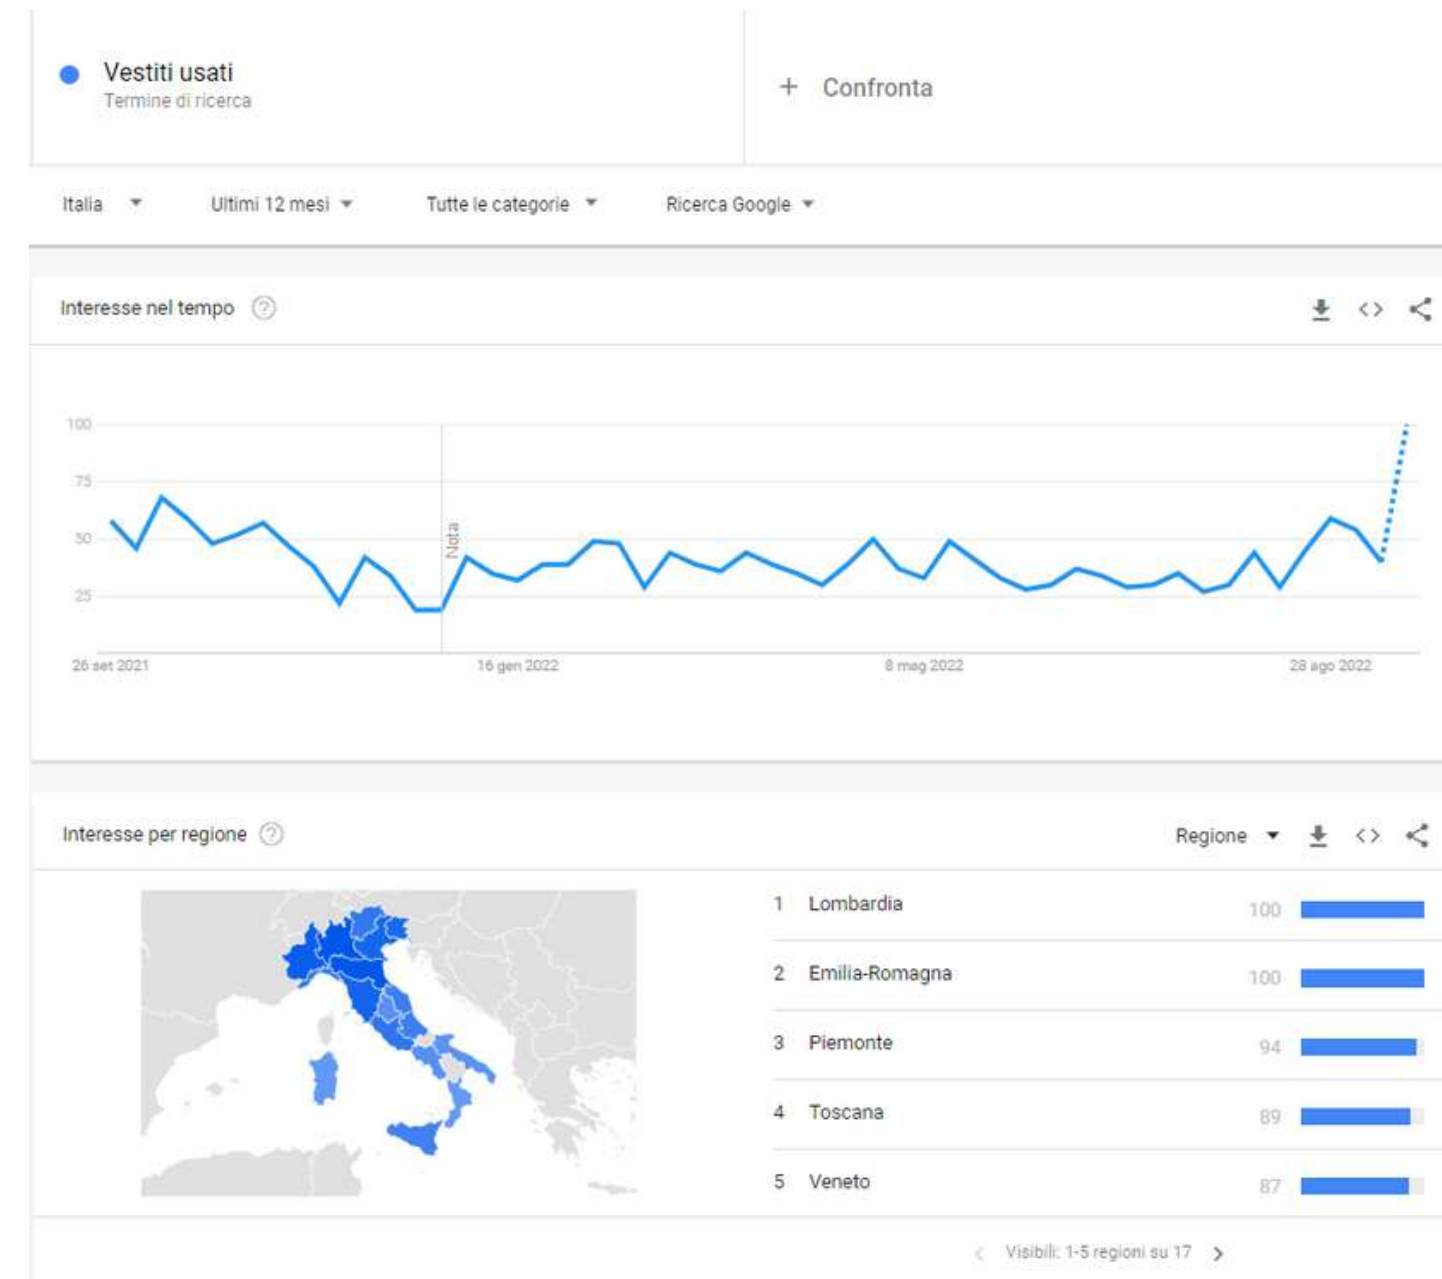 Vestiti usati
Termine di ricerca
+ Confronta
Italia Ultimi 12 mesi Tutte le categorie Ricerca Google
Interesse nel tempo ?
100
75
50
25
Nota
26 set 2021 16 gen 2022 8 mag 2022 28 ago 2022
Interesse per regione ?
Regione
1 Lombardia 100
2 Emilia-Romagna 100
3 Piemonte 94
4 Toscana 89
5 Veneto 87
Visibili: 1-5 regioni su 17